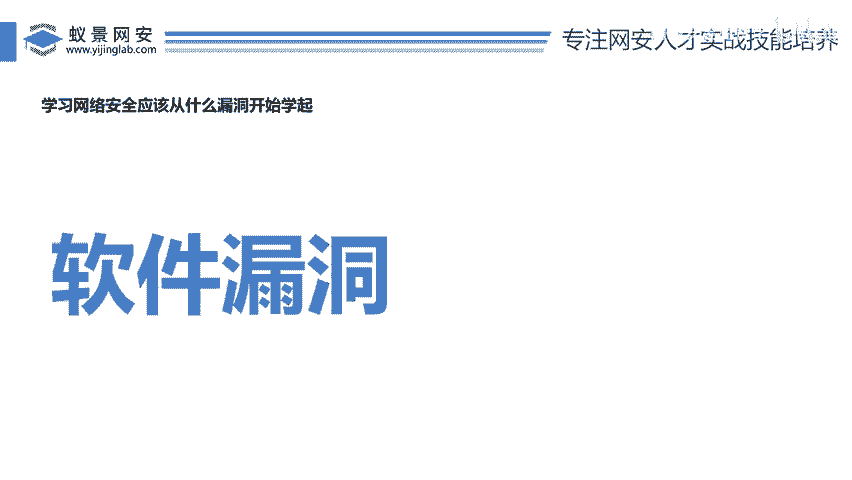 蚁景网安
www.yijinglab.com
专注网安人才实战技能培养
学习网络安全应该从什么漏洞开始学起
软件漏洞